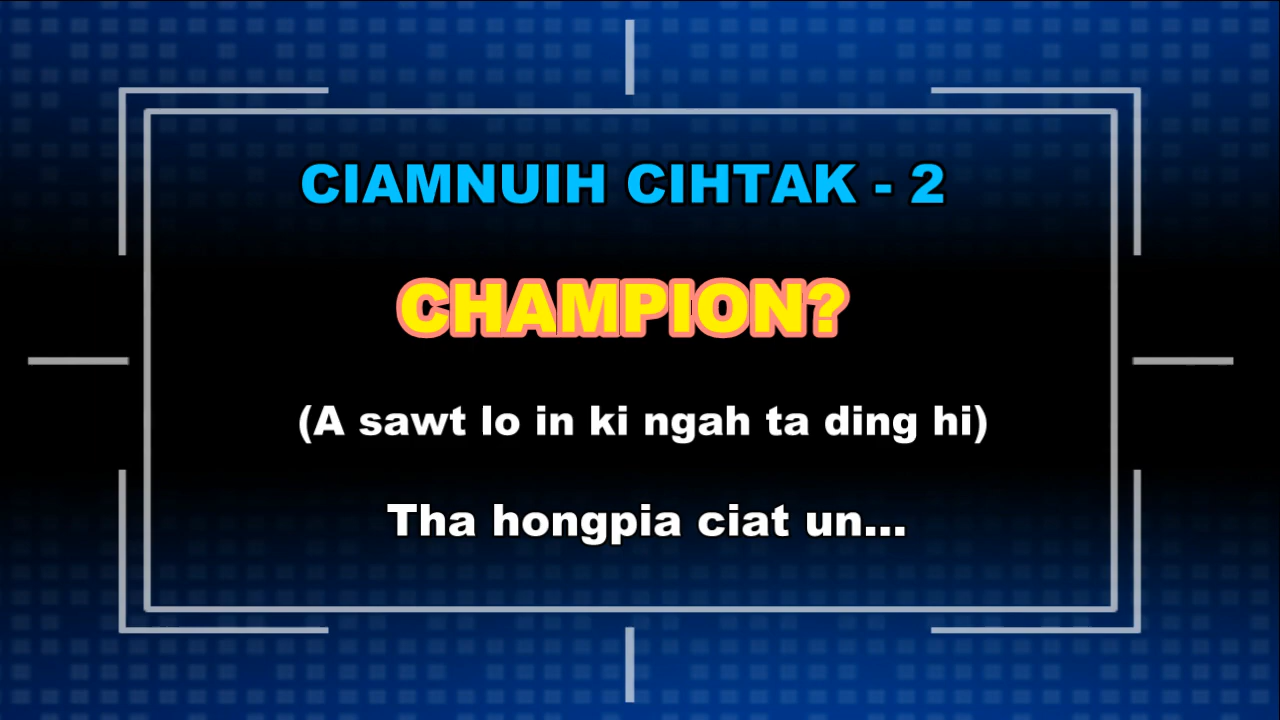 CIAMNUIH CIHTAK - 2
CHAMPION?
(A sawt lo in ki ngah ta ding hi)
Tha hongpia ciat un...